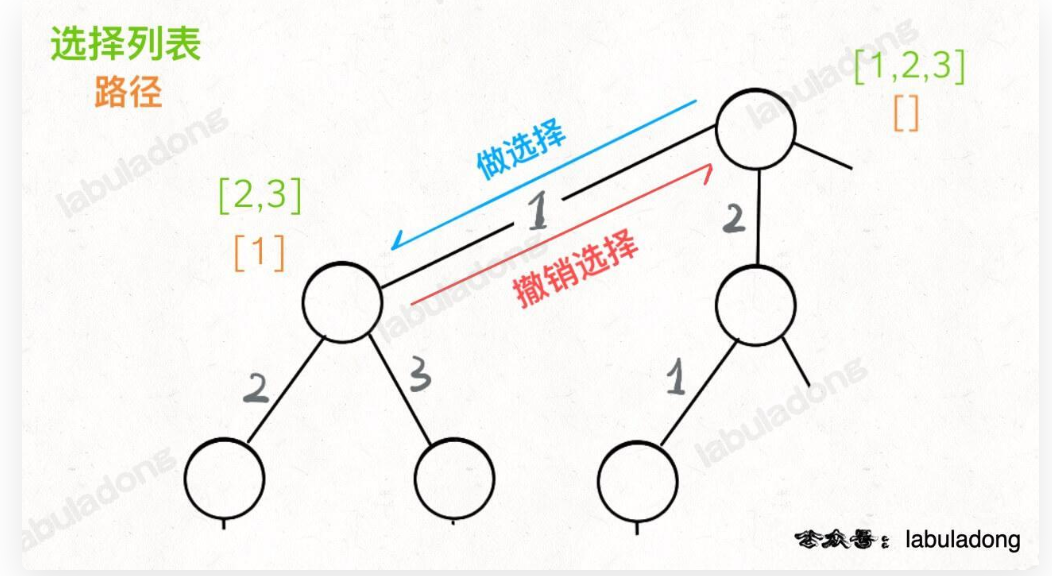 选择列表
路径
[1,2,3]
[]
做选择
[2,3]
[1]
1
2
撤销选择
2
3
1
labuladong
labuladong
labuladong
labuladong
labuladong
公众号：labuladong